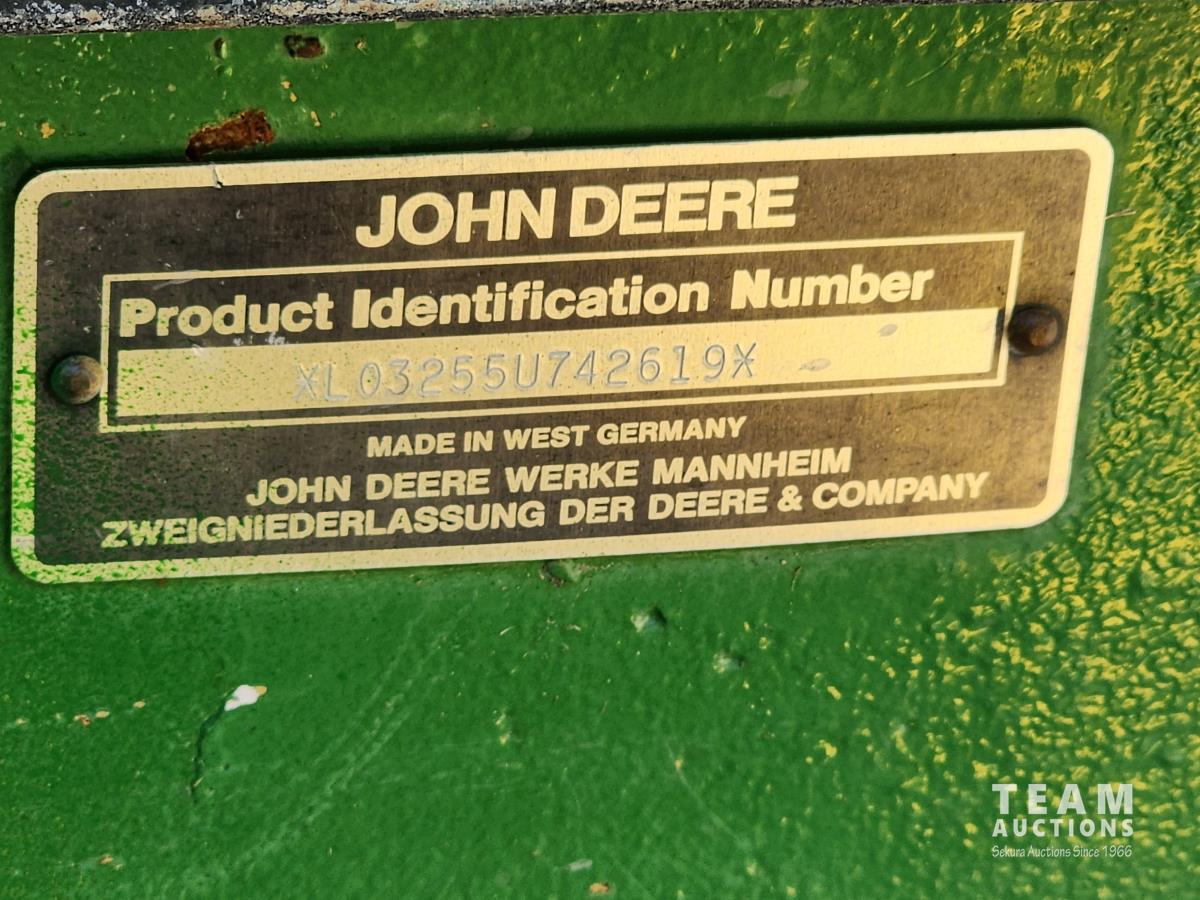 JOHN DEERE
Product Identification Number
*L03255U742619*
MADE IN WEST GERMANY
JOHN DEERE WERKE MANNHEIM
ZWEIGNIEDERLASSUNG DER DEERE & COMPANY
TEAM
AUCTIONS
Sekura Auctions Since 1966